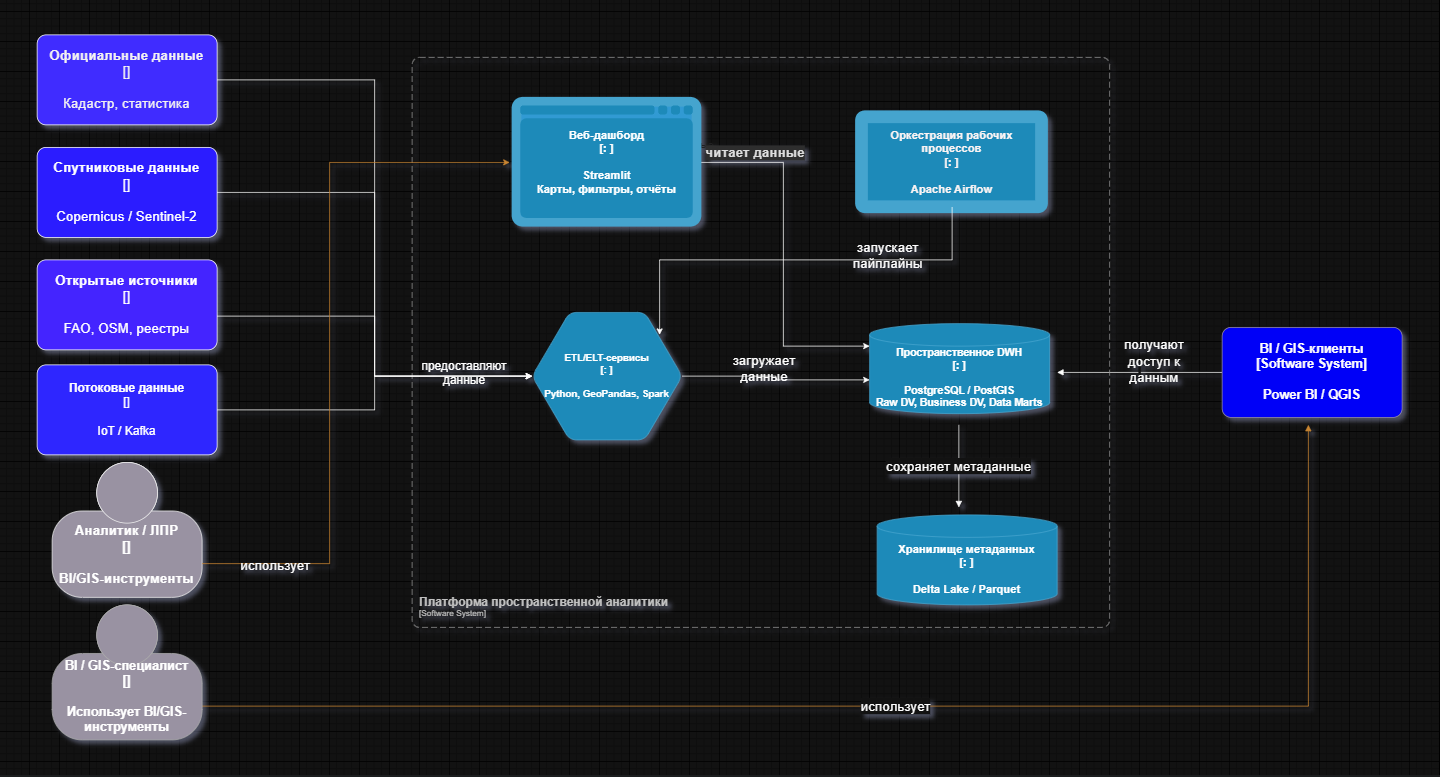 Официальные данные
[]
Кадастр, статистика
Спутниковые данные
[]
Copernicus / Sentinel-2
Открытые источники
[]
FAO, OSM, реестры
Потоковые данные
[]
IoT / Kafka
Аналитик / ЛПР
[]
BI/GIS-инструменты
BI / GIS-специалист
[]
Использует BI/GIS-
инструменты
использует
предоставляют
данные
Веб-дашборд
[: ]
Streamlit
Карты, фильтры, отчёты
читает данные
Оркестрация рабочих
процессов
[: ]
Apache Airflow
запускает
пайплайны
ETL/ELT-сервисы
[: ]
Python, GeoPandas, Spark
загружает
данные
Пространственное DWH
[: ]
PostgreSQL / PostGIS
Raw DV, Business DV, Data Marts
сохраняет метаданные
Хранилище метаданных
[: ]
Delta Lake / Parquet
Платформа пространственной аналитики
[Software System]
получают
доступ к
данным
BI / GIS-клиенты
[Software System]
Power BI / QGIS
использует